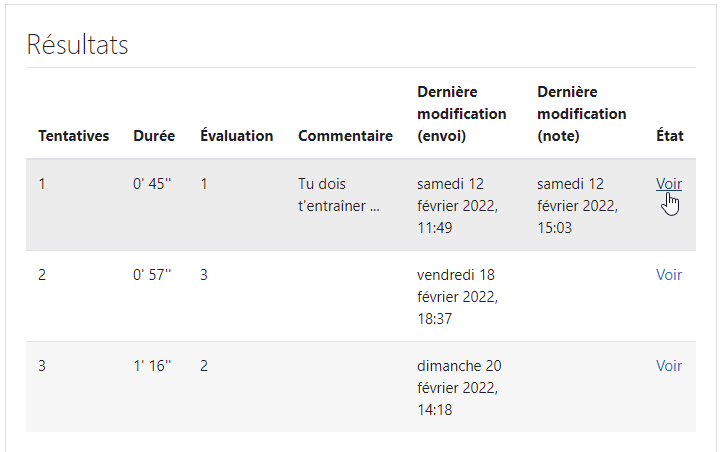 Résultats
Dernière Dernière
modification modification
Tentatives Durée Évaluation Commentaire (envoi) (note) État
1 0' 45'' 1 Tu dois samedi 12 samedi 12 Voir
t'entraîner ... février 2022, février 2022,
11:49 15:03
2 0' 57'' 3 vendredi 18 Voir
février 2022,
18:37
3 1' 16'' 2 dimanche 20 Voir
février 2022,
14:18